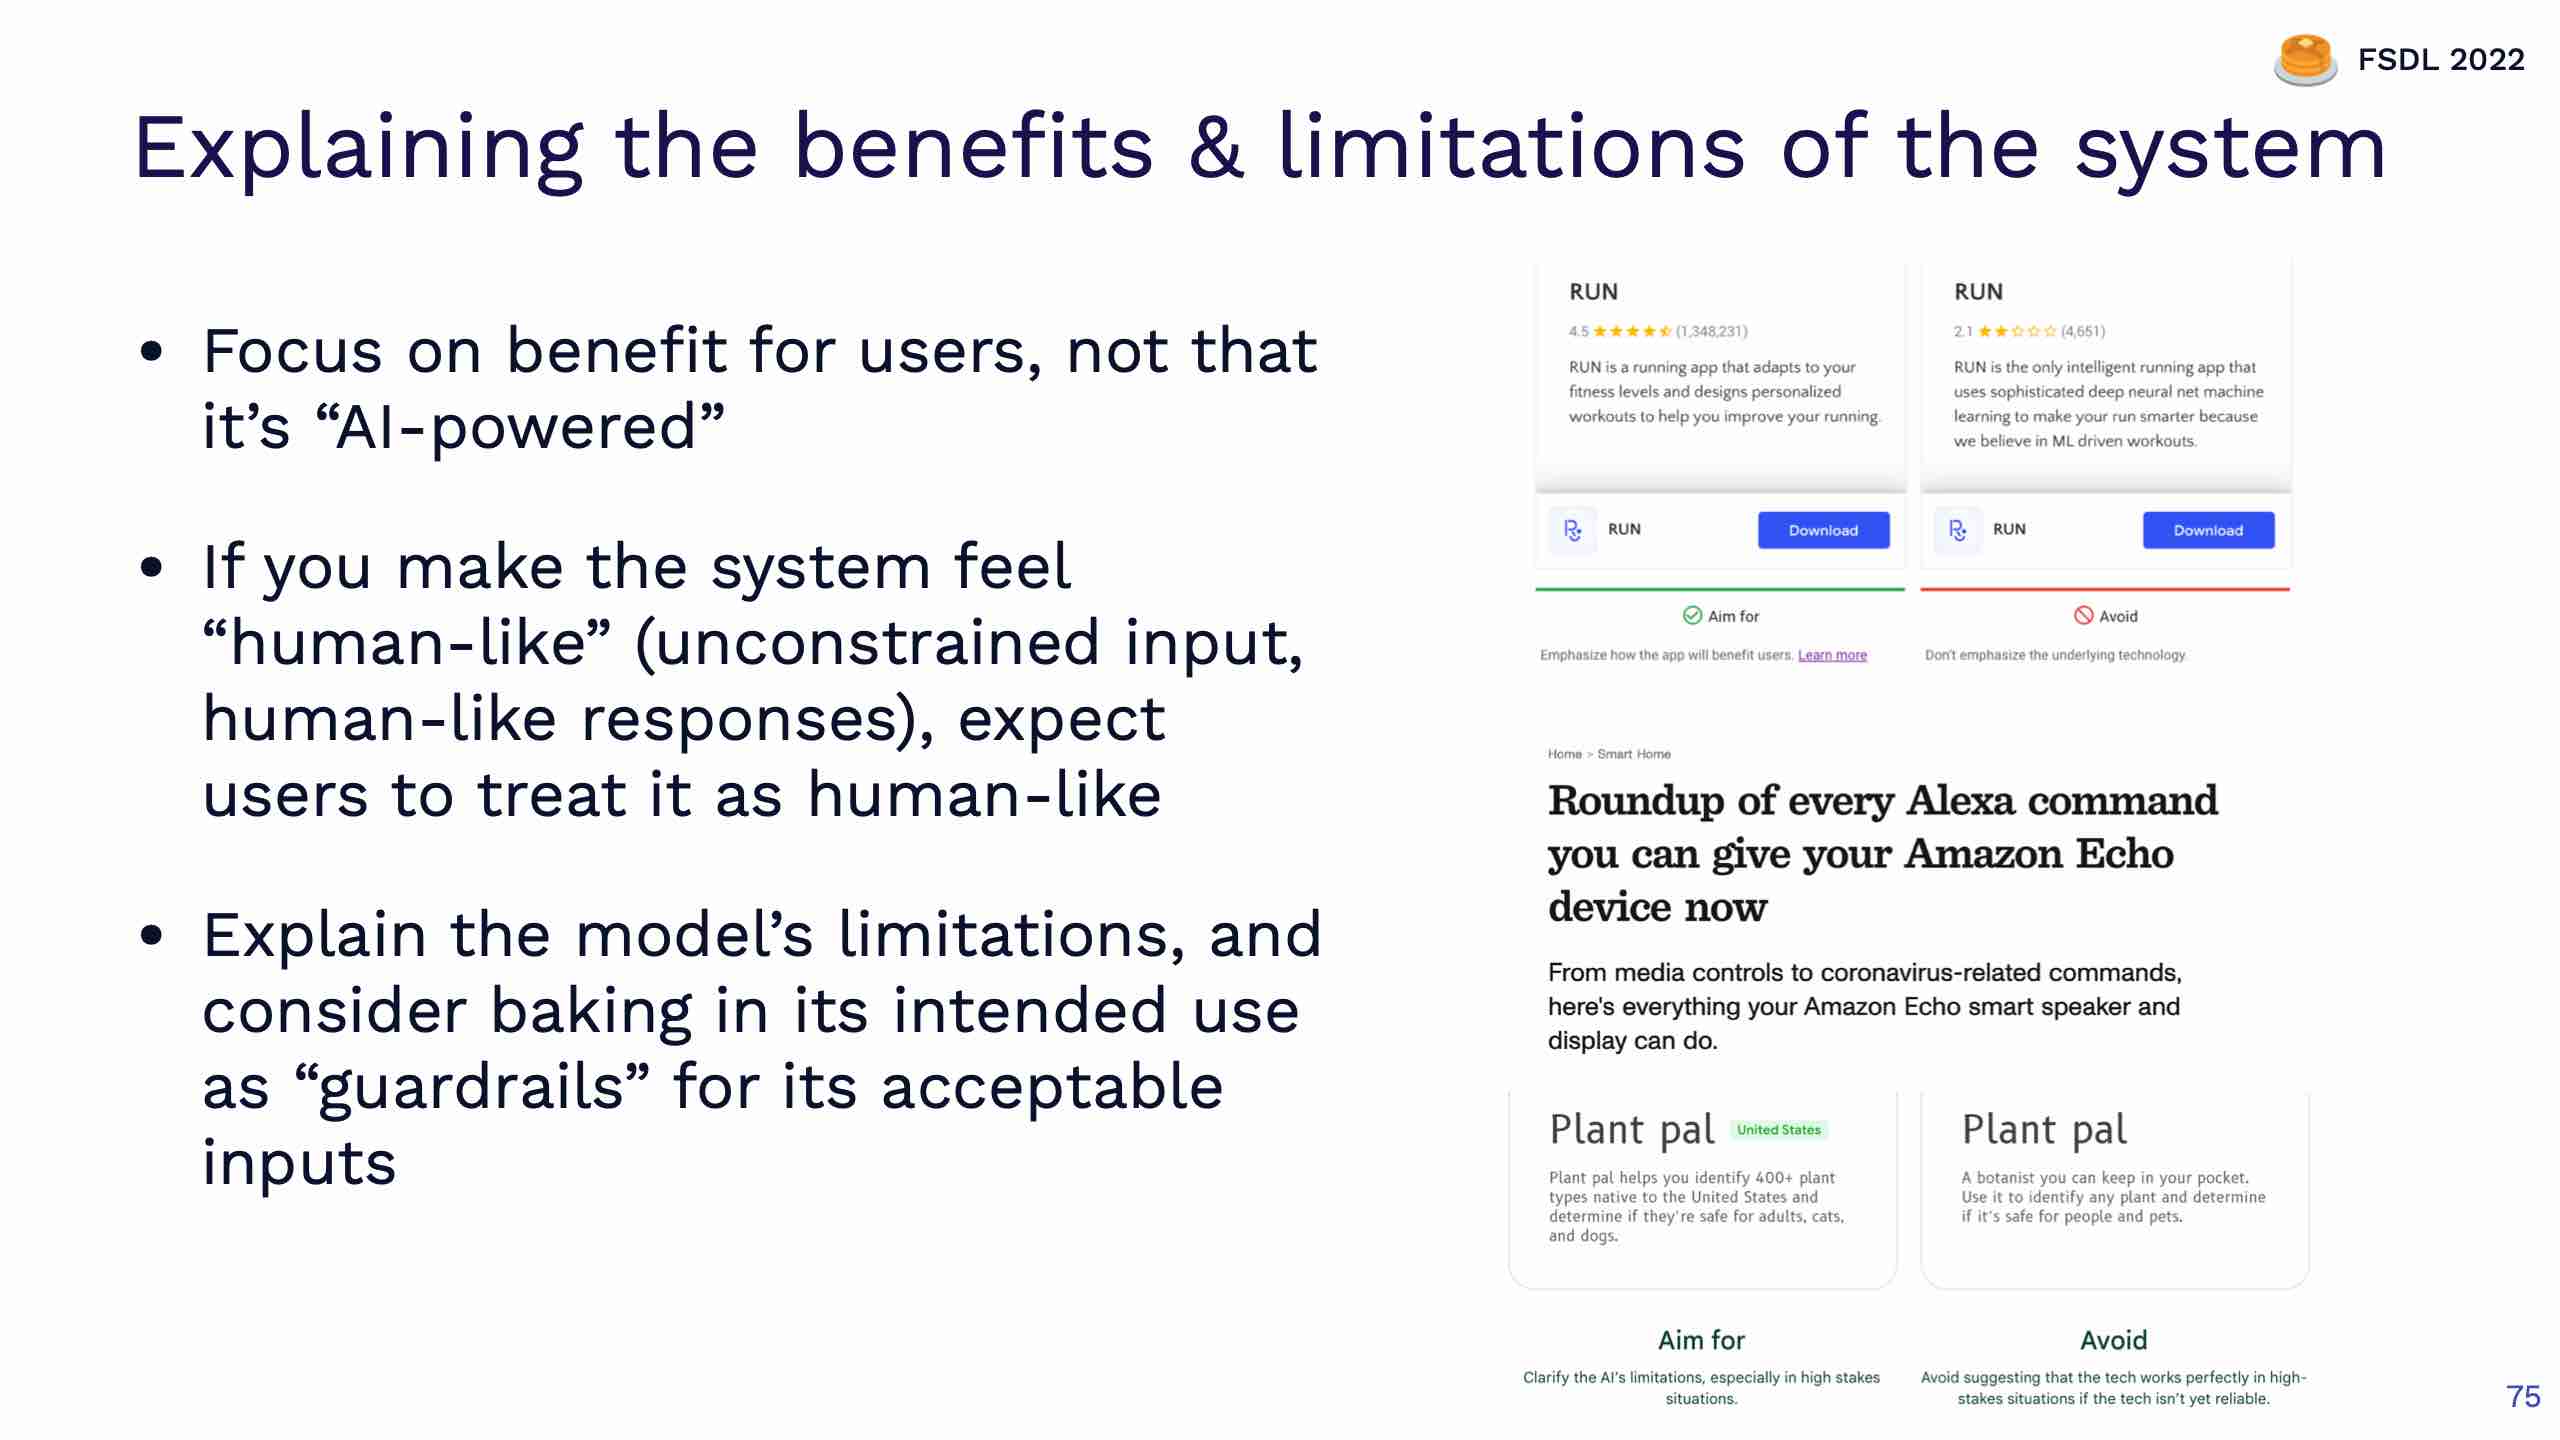 FSDL 2022
Explaining the benefits & limitations of the system
• Focus on benefit for users, not that
it’s “AI-powered”
• If you make the system feel
“human-like” (unconstrained input,
human-like responses), expect
users to treat it as human-like
• Explain the model’s limitations, and
consider baking in its intended use
as “guardrails” for its acceptable
inputs
RUN
4.5 ★★★★⯪ (1,348,231)
RUN is a running app that adapts to your
fitness levels and designs personalized
workouts to help you improve your running.
RUN
Download
Aim for
Emphasize how the app will benefit users. Learn more
RUN
2.1 ★★☆☆☆ (4,651)
RUN is the only intelligent running app that
uses sophisticated deep neural net machine
learning to make your run smarter because
we believe in ML driven workouts.
RUN
Download
Avoid
Don't emphasize the underlying technology.
Home > Smart Home
Roundup of every Alexa command
you can give your Amazon Echo
device now
From media controls to coronavirus-related commands,
here's everything your Amazon Echo smart speaker and
display can do.
Plant pal United States
Plant pal helps you identify 400+ plant
types native to the United States and
determine if they're safe for adults, cats,
and dogs.
Aim for
Clarify the AI's limitations, especially in high stakes
situations.
Plant pal
A botanist you can keep in your pocket.
Use it to identify any plant and determine
if it's safe for people and pets.
Avoid
Avoid suggesting that the tech works perfectly in high-
stakes situations if the tech isn't yet reliable.
75